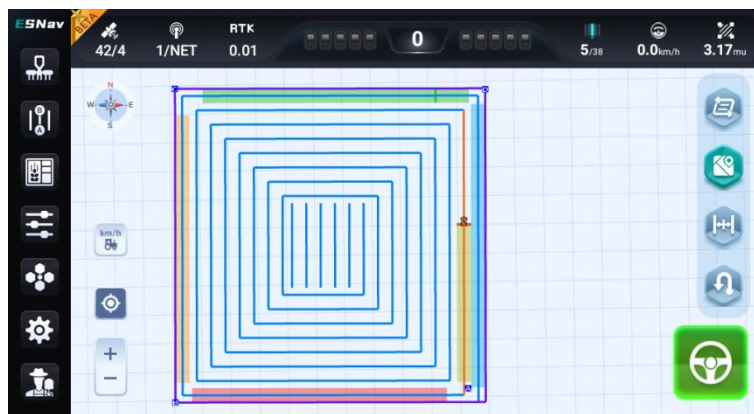 ESNav
BETA
42/4
1/NET
RTK
0.01
0
5/38
0.0km/h
3.17mu
B
A
N
W
E
S
km/h
+
−
A